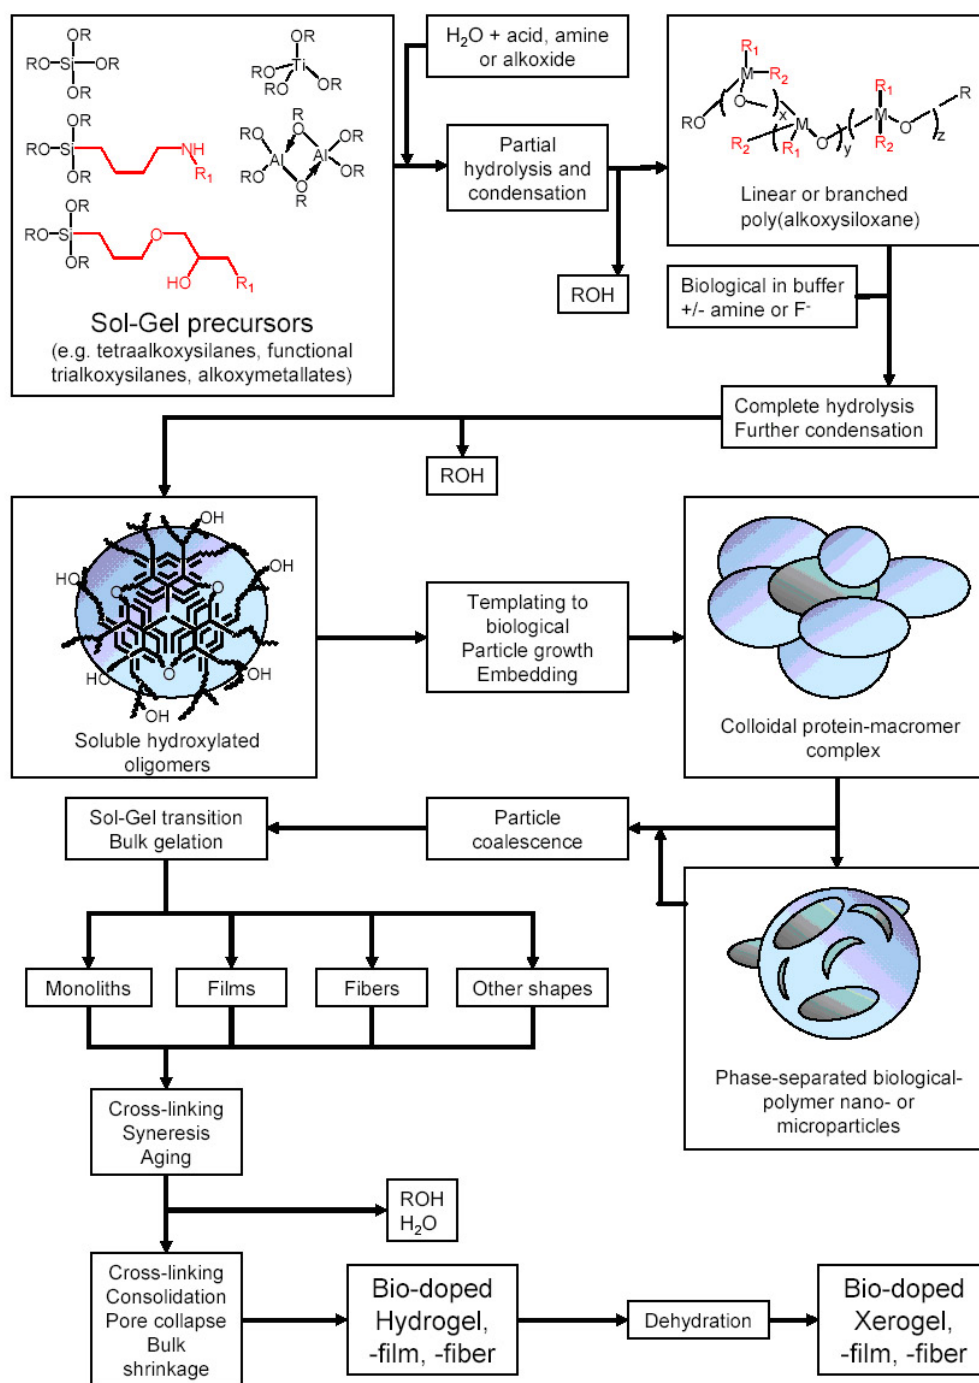 OR
RO Si OR
OR
OR
Ti
RO OR
RO
OR
RO Si NH
OR R1
R
RO O OR
Al Al
RO O OR
R
OR
RO Si O
OR
HO R1
Sol-Gel precursors
(e.g. tetraalkoxysilanes, functional
trialkoxysilanes, alkoxymetallates)
H2O + acid, amine
or alkoxide
Partial
hydrolysis and
condensation
ROH
R1
M R2
O x
RO
R2 M O y
R1
R1
M O z R
R2
Linear or branched
poly(alkoxysiloxane)
Biological in buffer
+/- amine or F-
Complete hydrolysis
Further condensation
ROH
OH
HO OH
O O
HO OH
O
HO OH
OH
Soluble hydroxylated
oligomers
Templating to
biological
Particle growth
Embedding
Colloidal protein-macromer
complex
Sol-Gel transition
Bulk gelation
Particle
coalescence
Monoliths
Films
Fibers
Other shapes
Phase-separated biological-
polymer nano- or
microparticles
Cross-linking
Syneresis
Aging
ROH
H2O
Cross-linking
Consolidation
Pore collapse
Bulk
shrinkage
Bio-doped
Hydrogel,
-film, -fiber
Dehydration
Bio-doped
Xerogel,
-film, -fiber